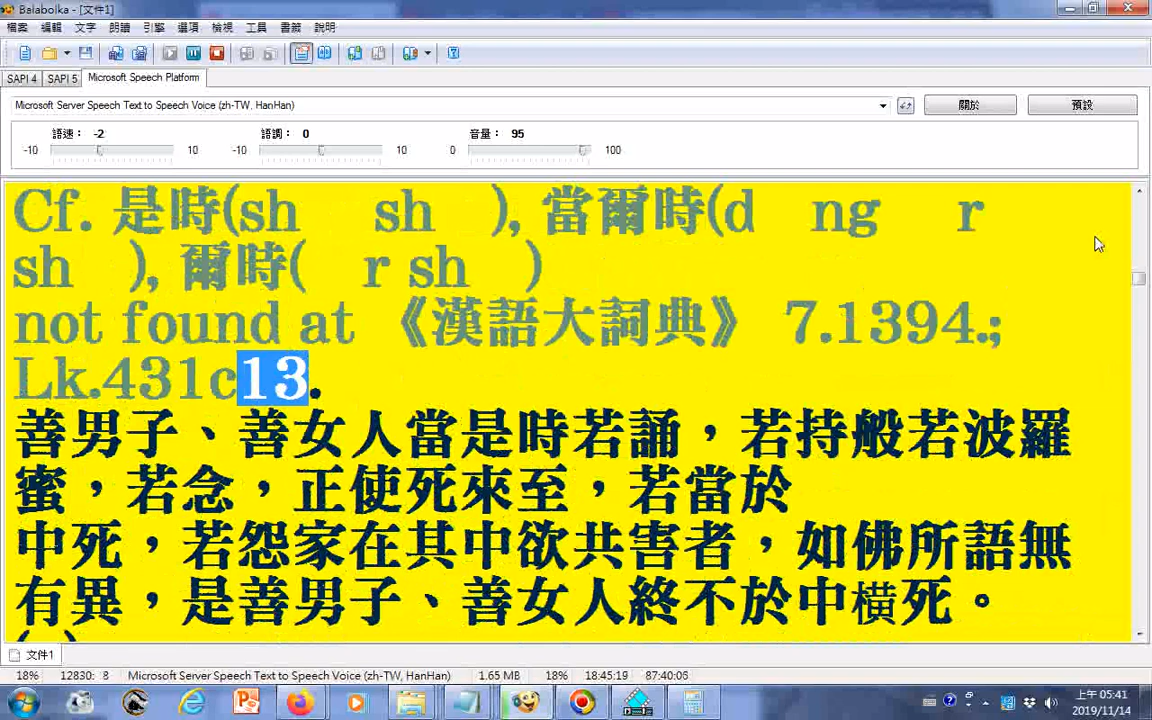 Balabolka - [文件1]
檔案 編輯 文字 朗讀 引擎 選項 檢視 工具 書籤 說明
SAPI 4 SAPI 5 Microsoft Speech Platform
Microsoft Server Speech Text to Speech Voice (zh-TW, HanHan) 關於 預設
語速： -2 語調： 0 音量： 95
-10 10 -10 10 0 100
Cf. 是時(sh sh ), 當爾時(d ng r
sh ), 爾時( r sh )
not found at 《漢語大詞典》 7.1394.;
Lk.431c13.
善男子、善女人當是時若誦，若持般若波羅
蜜，若念，正使死來至，若當於
中死，若怨家在其中欲共害者，如佛所語無
有異，是善男子、善女人終不於中橫死。
文件1
18% 12830: 8 Microsoft Server Speech Text to Speech Voice (zh-TW, HanHan) 1.65 MB 18% 18:45:19 87:40:06
上午 05:41
2019/11/14